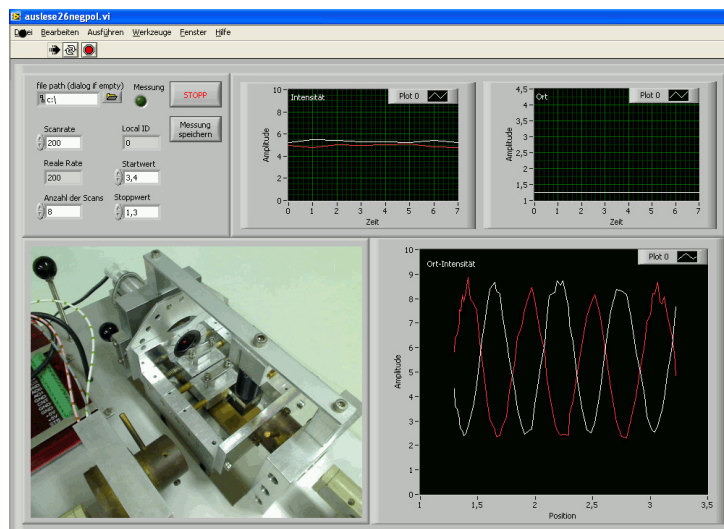 auslese26negpol.vi
Datei Bearbeiten Ausführen Werkzeuge Fenster Hilfe
file path (dialog if empty) Messung
c:\
STOPP
Scanrate Local ID
200 0
Messung
speichern
Reale Rate Startwert
200 3,4
Anzahl der Scans Stoppwert
8 1,3
Intensität
Plot 0
Amplitude
10
8
6
4
2
0
0 1 2 3 4 5 6 7
Zeit
Ort
Plot 0
Amplitude
4,5
4
3,5
3
2,5
2
1,5
1
0 1 2 3 4 5 6 7
Zeit
Ort-Intensität
Plot 0
Amplitude
10
9
8
7
6
5
4
3
2
1
0
1 1,5 2 2,5 3 3,5
Position